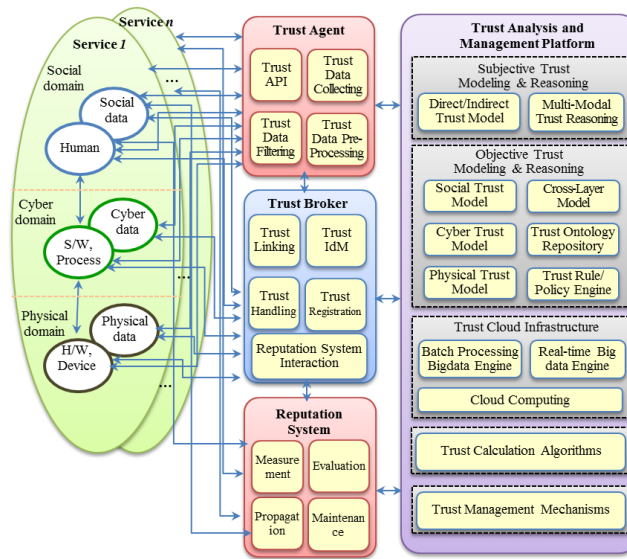 Service n
Service 1
...
Social
domain
Social
data
Human
Cyber
domain
Cyber
data
S/W,
Process
...
Physical
domain
Physical
data
H/W,
Device
...
Trust Agent
Trust
API
Trust
Data
Collecting
Trust
Data
Filtering
Trust
Data Pre-
Processing
Trust Broker
Trust
Linking
Trust
IdM
Trust
Handling
Trust
Registration
Reputation System
Interaction
Reputation
System
Measurem
ent
Evaluation
Propagat
ion
Maintena
nce
Trust Analysis and
Management Platform
Subjective Trust
Modeling & Reasoning
Direct/Indirect
Trust Model
Multi-Modal
Trust Reasoning
Objective Trust
Modeling & Reasoning
Social Trust
Model
Cross-Layer
Model
Cyber Trust
Model
Trust Ontology
Repository
Physical Trust
Model
Trust Rule/
Policy Engine
Trust Cloud Infrastructure
Batch Processing
Bigdata Engine
Real-time Big
data Engine
Cloud Computing
Trust Calculation Algorithms
Trust Management Mechanisms